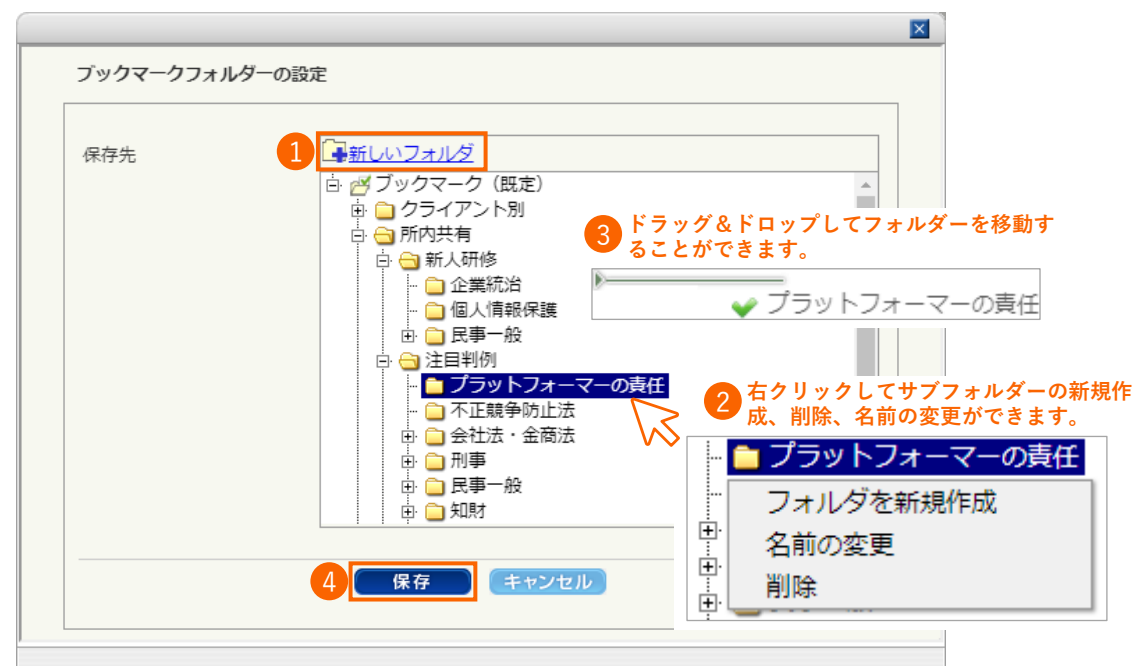 ブックマークフォルダーの設定
保存先
1
新しいフォルダ
ブックマーク（既定）
クライアント別
所内共有
新人研修
企業統治
個人情報保護
民事一般
注目判例
プラットフォーマーの責任
不正競争防止法
会社法・金商法
刑事
民事一般
知財
3
ドラッグ＆ドロップしてフォルダーを移動す
ることができます。
プラットフォーマーの責任
2
右クリックしてサブフォルダーの新規作
成、削除、名前の変更ができます。
プラットフォーマーの責任
フォルダを新規作成
名前の変更
削除
4
保存
キャンセル